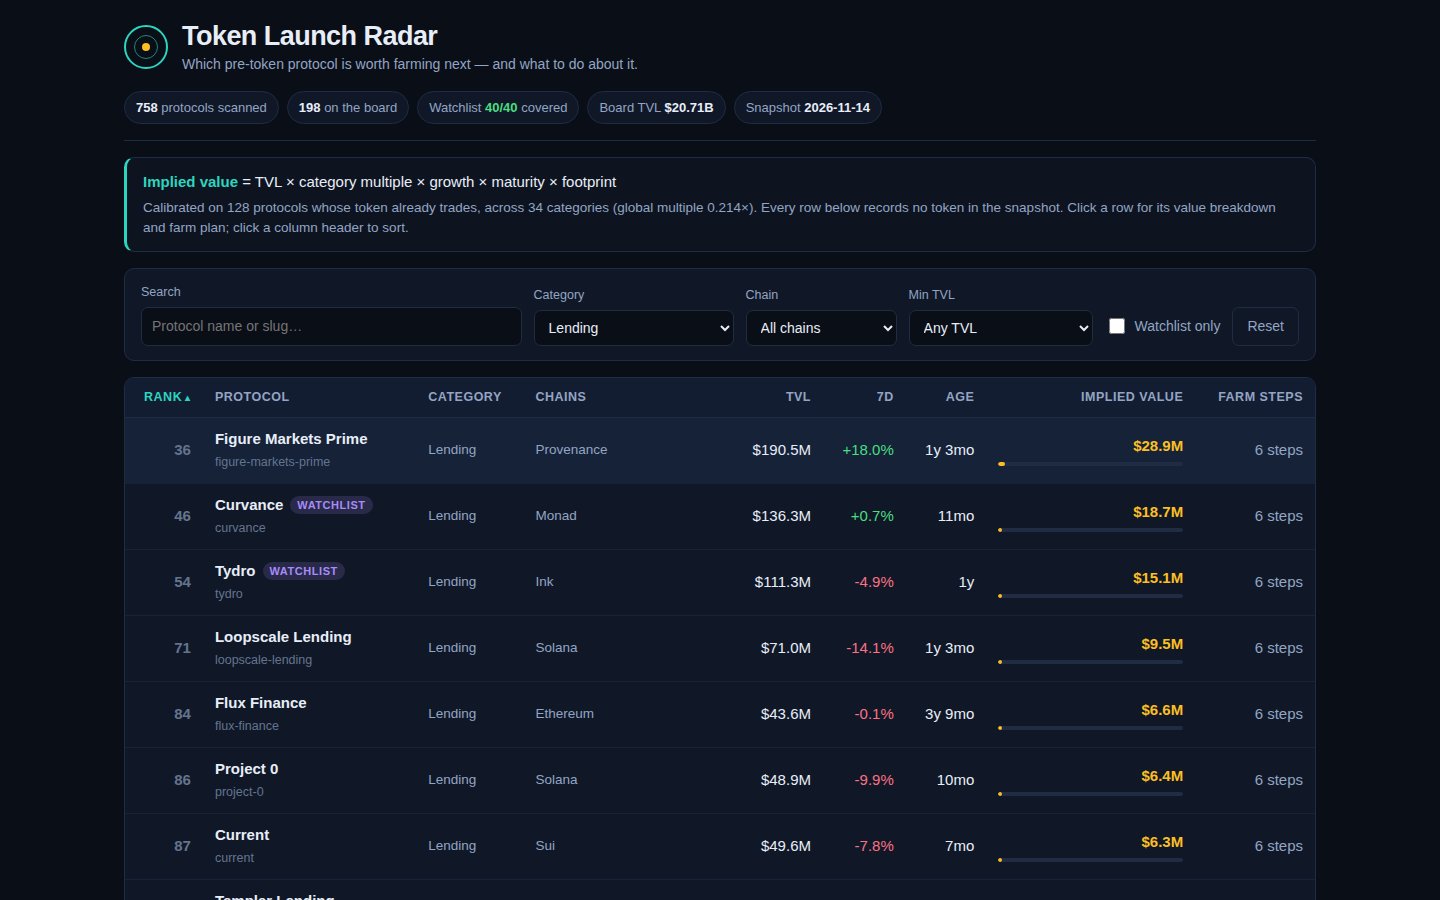 Token Launch Radar
Which pre-token protocol is worth farming next — and what to do about it.
758 protocols scanned 198 on the board Watchlist 40/40 covered Board TVL $20.71B Snapshot 2026-11-14
Implied value = TVL × category multiple × growth × maturity × footprint
Calibrated on 128 protocols whose token already trades, across 34 categories (global multiple 0.214×). Every row below records no token in the snapshot. Click a row for its value breakdown
and farm plan; click a column header to sort.
Search Category Chain Min TVL
Protocol name or slug… Lending All chains Any TVL Watchlist only Reset
RANK▲ PROTOCOL CATEGORY CHAINS TVL 7D AGE IMPLIED VALUE FARM STEPS
36 Figure Markets Prime Lending Provenance $190.5M +18.0% 1y 3mo $28.9M 6 steps
figure-markets-prime
46 Curvance WATCHLIST Lending Monad $136.3M +0.7% 11mo $18.7M 6 steps
curvance
54 Tydro WATCHLIST Lending Ink $111.3M -4.9% 1y $15.1M 6 steps
tydro
71 Loopscale Lending Lending Solana $71.0M -14.1% 1y 3mo $9.5M 6 steps
loopscale-lending
84 Flux Finance Lending Ethereum $43.6M -0.1% 3y 9mo $6.6M 6 steps
flux-finance
86 Project 0 Lending Solana $48.9M -9.9% 10mo $6.4M 6 steps
project-0
87 Current Lending Sui $49.6M -7.8% 7mo $6.3M 6 steps
current